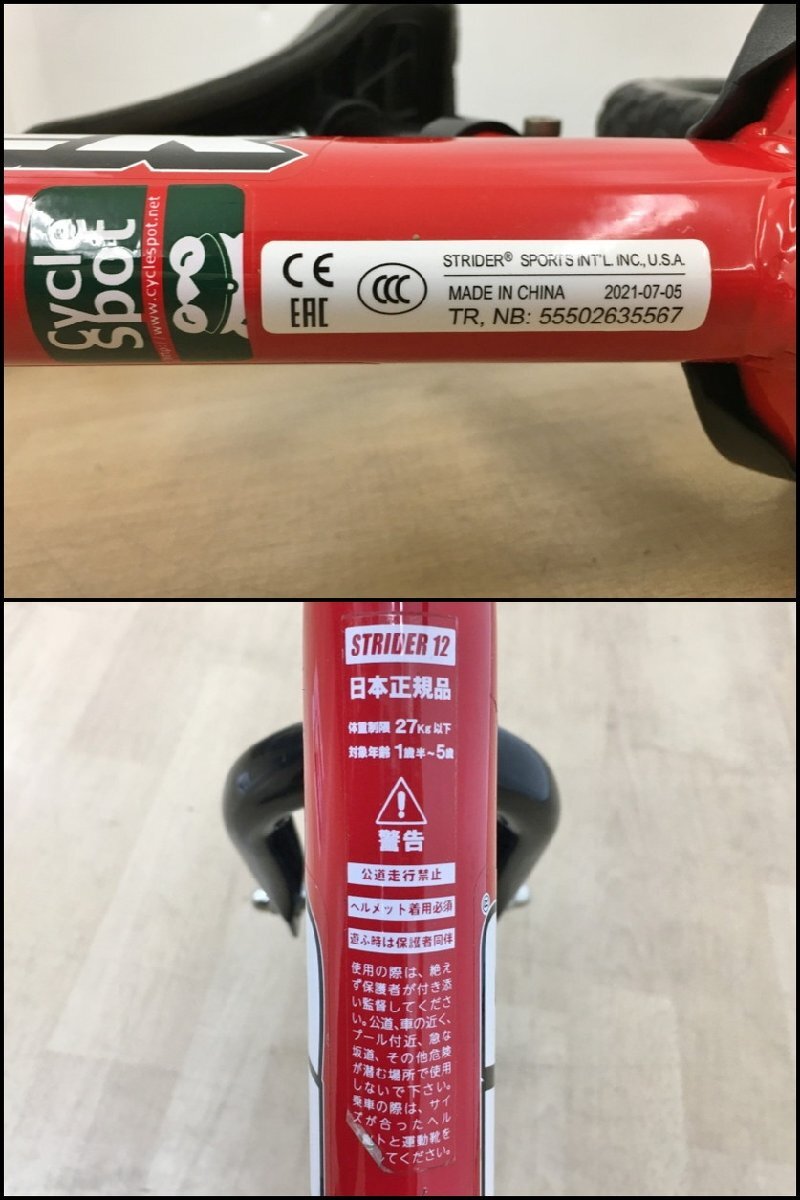 Cycle
Spot
www.cyclespot.net
CE
EAC
CCC
STRIDER® SPORTS INT'L. INC., U.S.A.
MADE IN CHINA 2021-07-05
TR, NB: 55502635567
STRIDER 12
日本正規品
体重制限 27Kg 以下
対象年齢 1歳半~5歳
警告
公道走行禁止
ヘルメット着用必須
遊ぶ時は保護者同伴
使用の際は、絶え
ず保護者が付き添
い監督してくださ
い。公道、車の近く、
プール付近、急な
坂道、その他危険
が潜む場所で使用
しないで下さい。
乗車の際は、サイ
ズが合ったヘル
ットと運動靴を
してください。
®